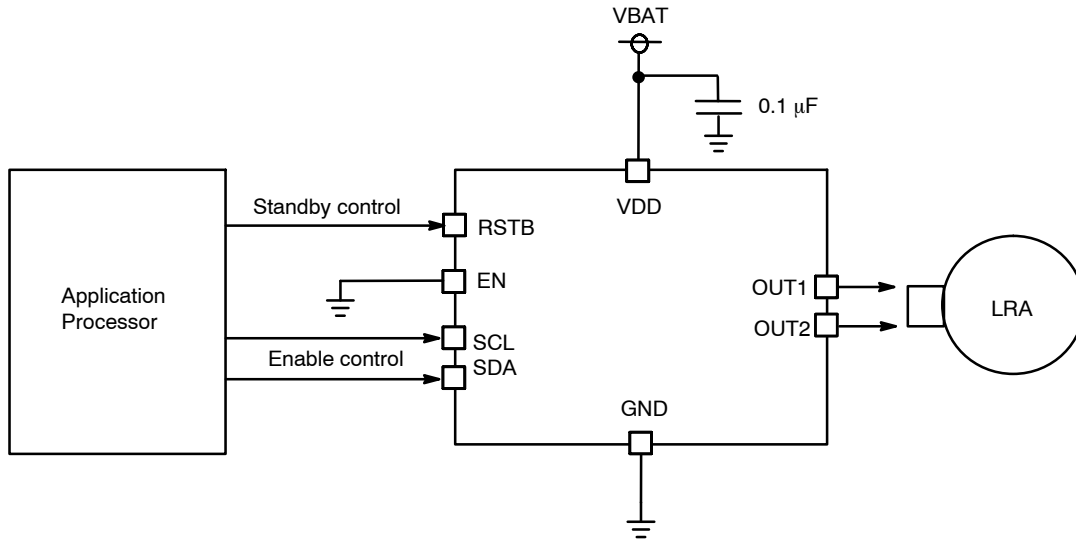 VBAT
0.1 μF
VDD
Standby control
RSTB
EN
Application
Processor
OUT1
LRA
OUT2
SCL
Enable control
SDA
GND